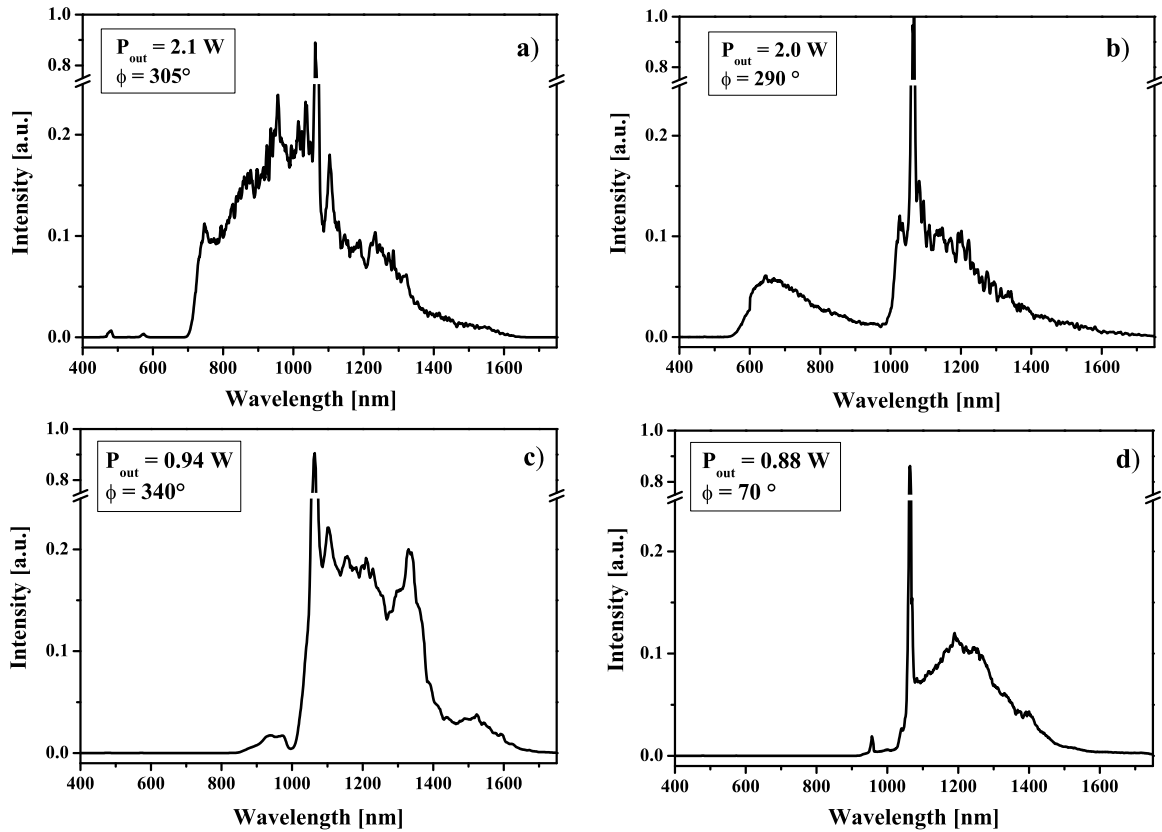 a)
P_out = 2.1 W
ϕ = 305°
Intensity [a.u.]
1.0
0.8
0.2
0.1
0.0
400 600 800 1000 1200 1400 1600
Wavelength [nm]
b)
P_out = 2.0 W
ϕ = 290 °
Intensity [a.u.]
1.0
0.8
0.2
0.1
0.0
400 600 800 1000 1200 1400 1600
Wavelength [nm]
c)
P_out = 0.94 W
ϕ = 340°
Intensity [a.u.]
1.0
0.8
0.2
0.1
0.0
400 600 800 1000 1200 1400 1600
Wavelength [nm]
d)
P_out = 0.88 W
ϕ = 70 °
Intensity [a.u.]
1.0
0.8
0.2
0.1
0.0
400 600 800 1000 1200 1400 1600
Wavelength [nm]